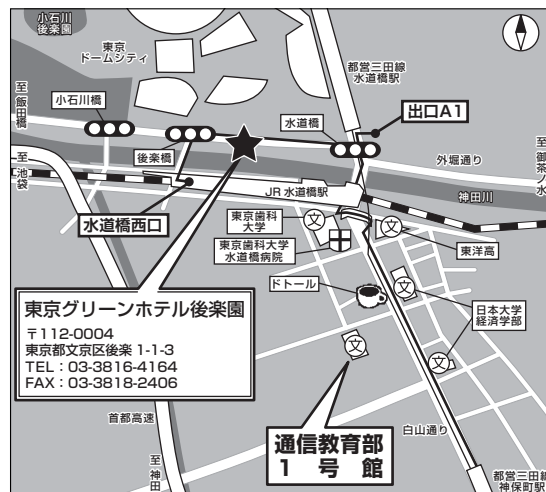 小石川
後楽園
東京
ドームシティ
都営三田線
水道橋駅
至飯田橋
小石川橋
後楽橋
水道橋
出口A1
至池袋
外堀通り
至御茶ノ水
神田川
JR 水道橋駅
水道橋西口
東京歯科
大学
文
文
東洋高
東京歯科大学
水道橋病院
ドトール
文
日本大学
経済学部
文
文
東京グリーンホテル後楽園
〒112-0004
東京都文京区後楽 1-1-3
TEL：03-3816-4164
FAX：03-3818-2406
首都高速
至神田
通信教育部
1 号 館
白山通り
都営三田線
神保町駅